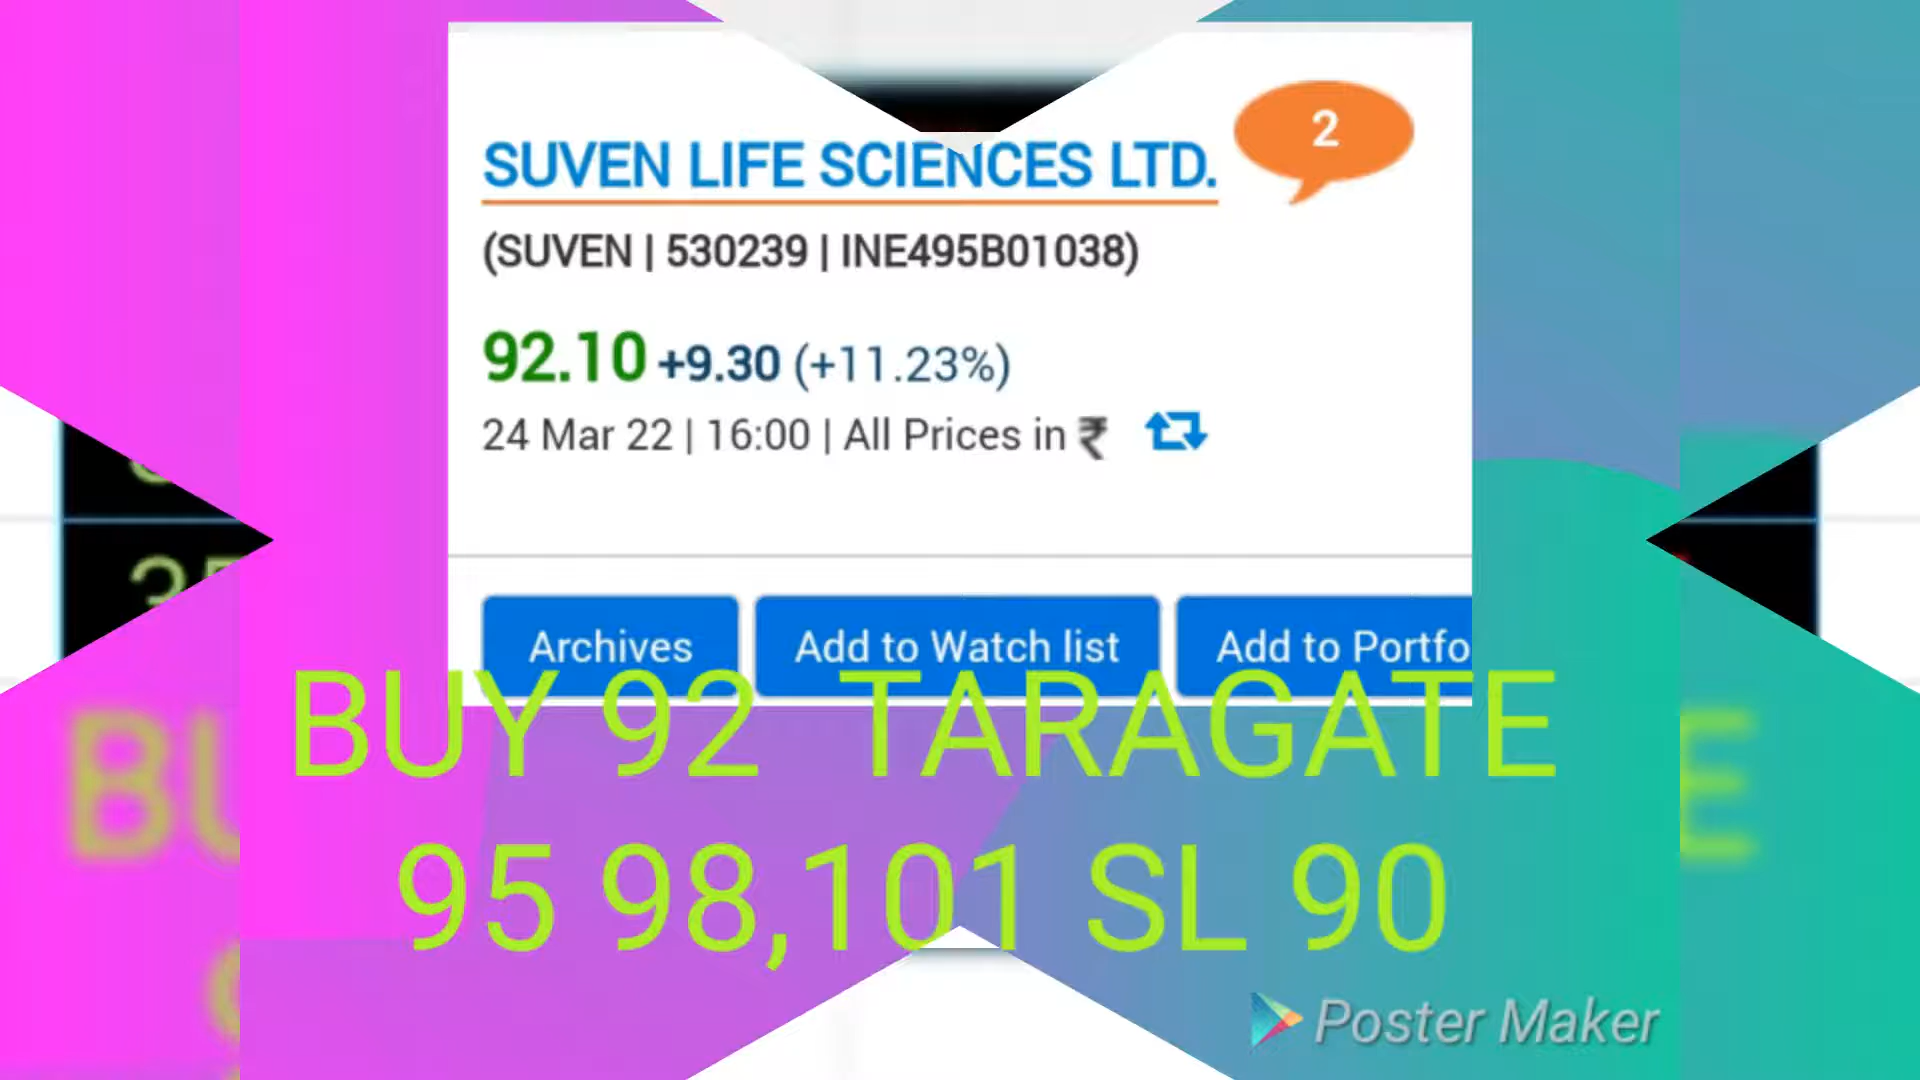 SUVEN LIFE SCIENCES LTD.
2
(SUVEN | 530239 | INE495B01038)
92.10 +9.30 (+11.23%)
24 Mar 22 | 16:00 | All Prices in ₹
Archives
Add to Watch list
Add to Portfo
BUY 92 TARAGATE
95 98,101 SL 90
Poster Maker